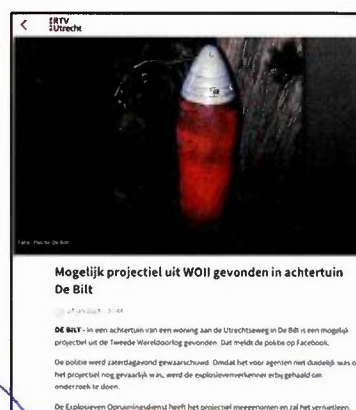 RTV
Utrecht
Foto: Politie De Bilt
Mogelijk projectiel uit WOII gevonden in achtertuin
De Bilt
DE BILT - In een achtertuin van een woning aan de Utrechtseweg in De Bilt is een mogelijk
projectiel uit de Tweede Wereldoorlog gevonden. Dat meldt de politie op Facebook.
De politie werd zaterdagavond gewaarschuwd. Omdat het voor agenten niet duidelijk was o
het projectiel nog gevaarlijk was, werd de explosievenverkenner erbij gehaald om
onderzoek te doen.
De Explosieven Opruimingsdienst heeft het projectiel meegenomen en zal het vernietigen.